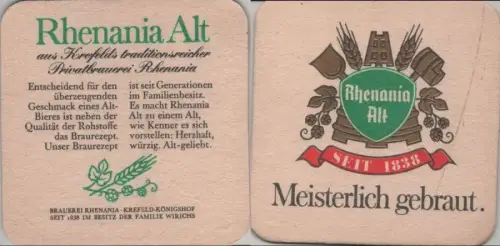 Rhenania Alt
aus Krefelds traditionsreicher
Privatbrauerei Rhenania
Entscheidend für den
überzeugenden
Geschmack eines Alt-
Bieres ist neben der
Qualität der Rohstoffe
das Braurezept.
Unser Braurezept
ist seit Generationen
im Familienbesitz.
Es macht Rhenania
Alt zu einem Alt,
wie Kenner es sich
vorstellen: Herzhaft,
würzig. Alt-geliebt.
BRAUEREI RHENANIA · KREFELD-KÖNIGSHOF
SEIT 1838 IM BESITZ DER FAMILIE WIRICHS
Rhenania
Alt
SEIT 1838
Meisterlich gebraut.